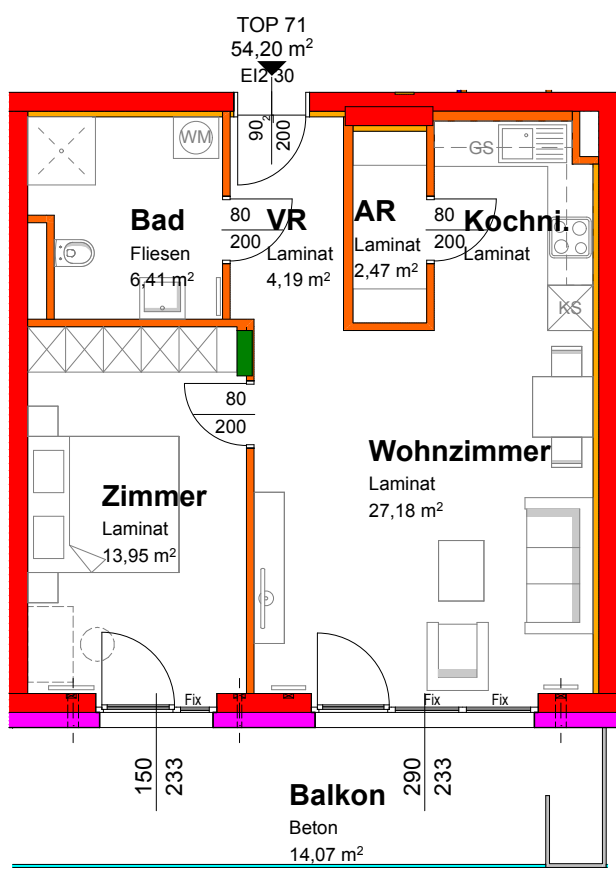 TOP 71
54,20 m²
EI2 30
90
2
200
WM
GS
Bad
Fliesen
6,41 m²
80
200
VR
Laminat
4,19 m²
AR
Laminat
2,47 m²
80
200
Kochni.
Laminat
KS
80
200
Zimmer
Laminat
13,95 m²
Wohnzimmer
Laminat
27,18 m²
Fix
Fix
Fix
150
233
290
233
Balkon
Beton
14,07 m²